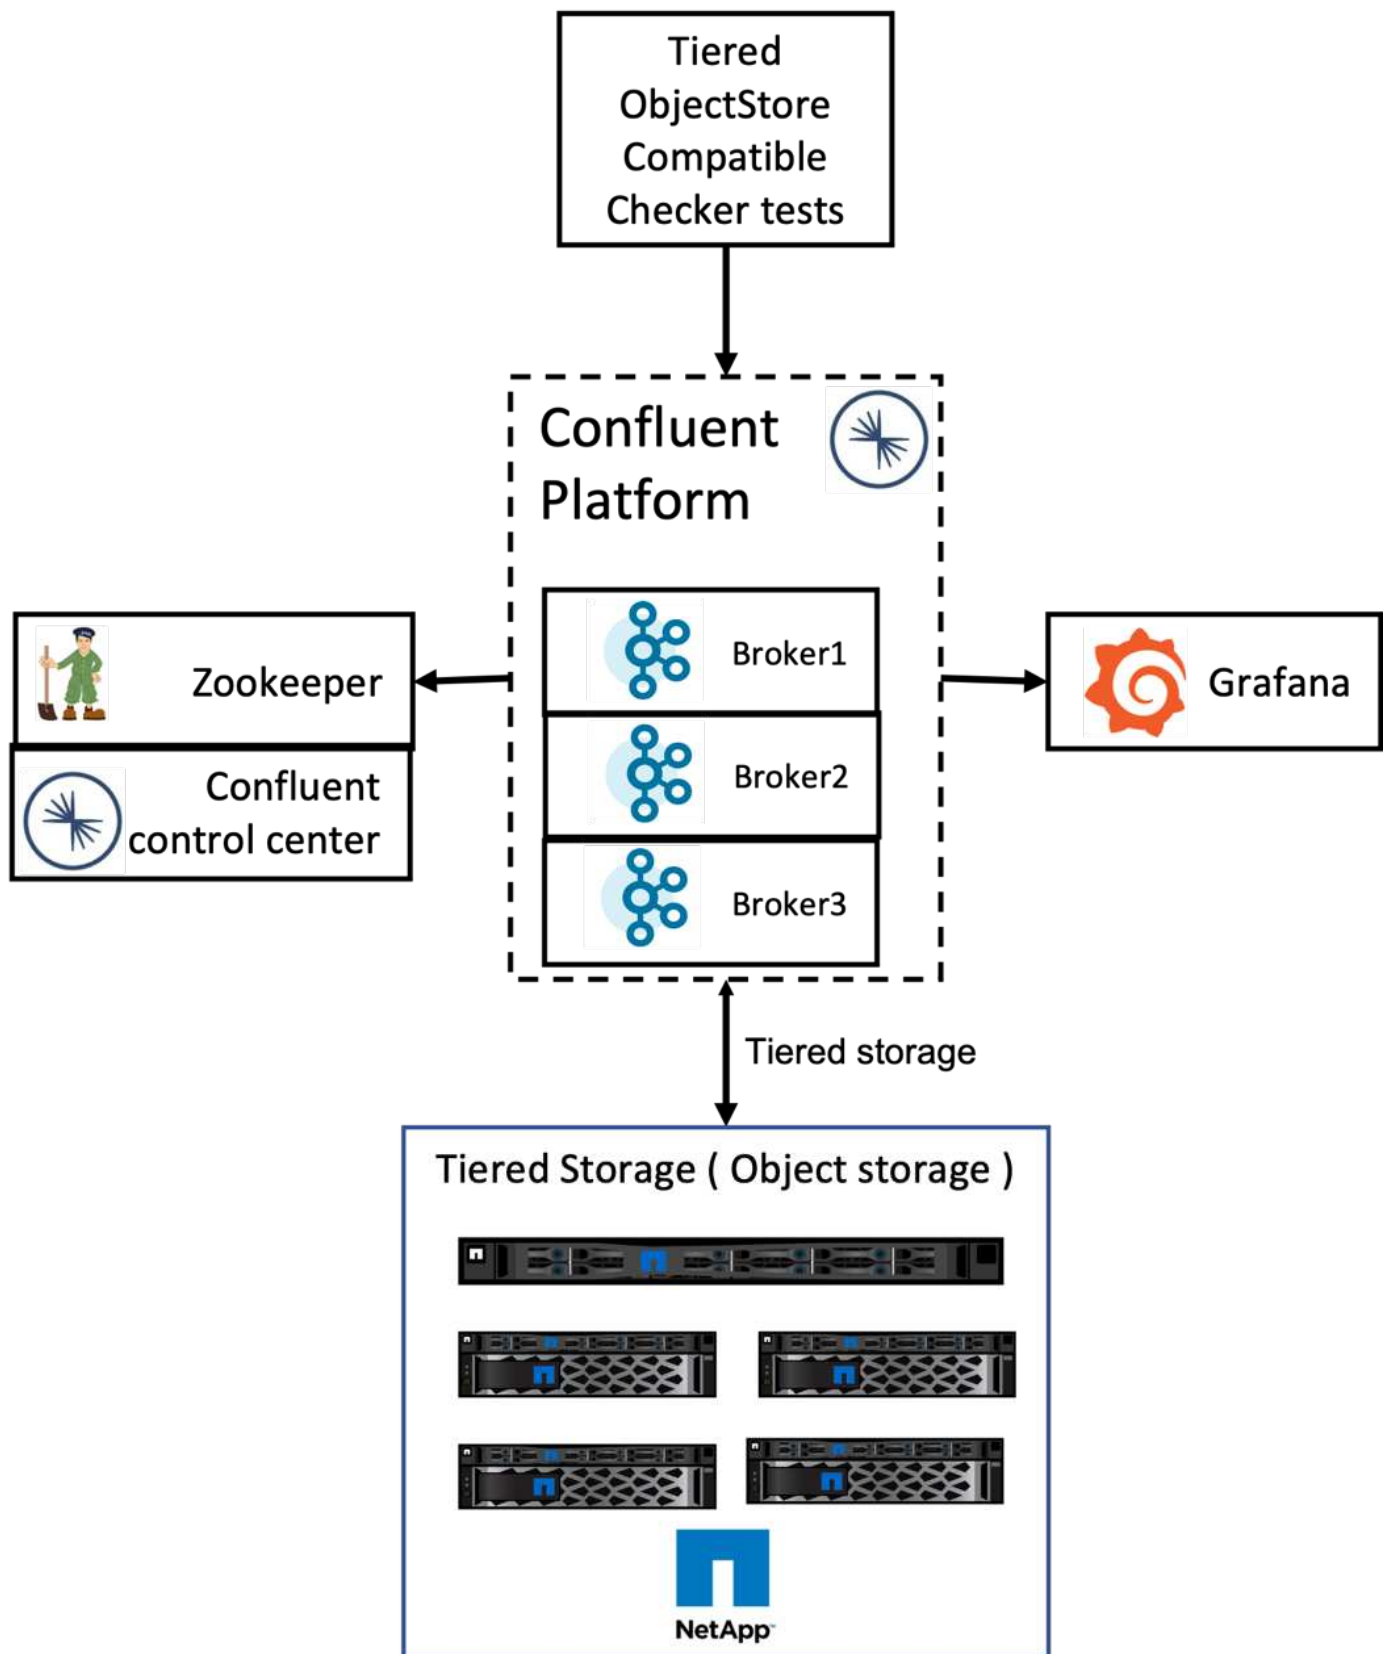 Tiered
ObjectStore
Compatible
Checker tests
Confluent
Platform
Broker1
Zookeeper
Grafana
Broker2
Confluent
control center
Broker3
Tiered storage
Tiered Storage ( Object storage )
NetApp™